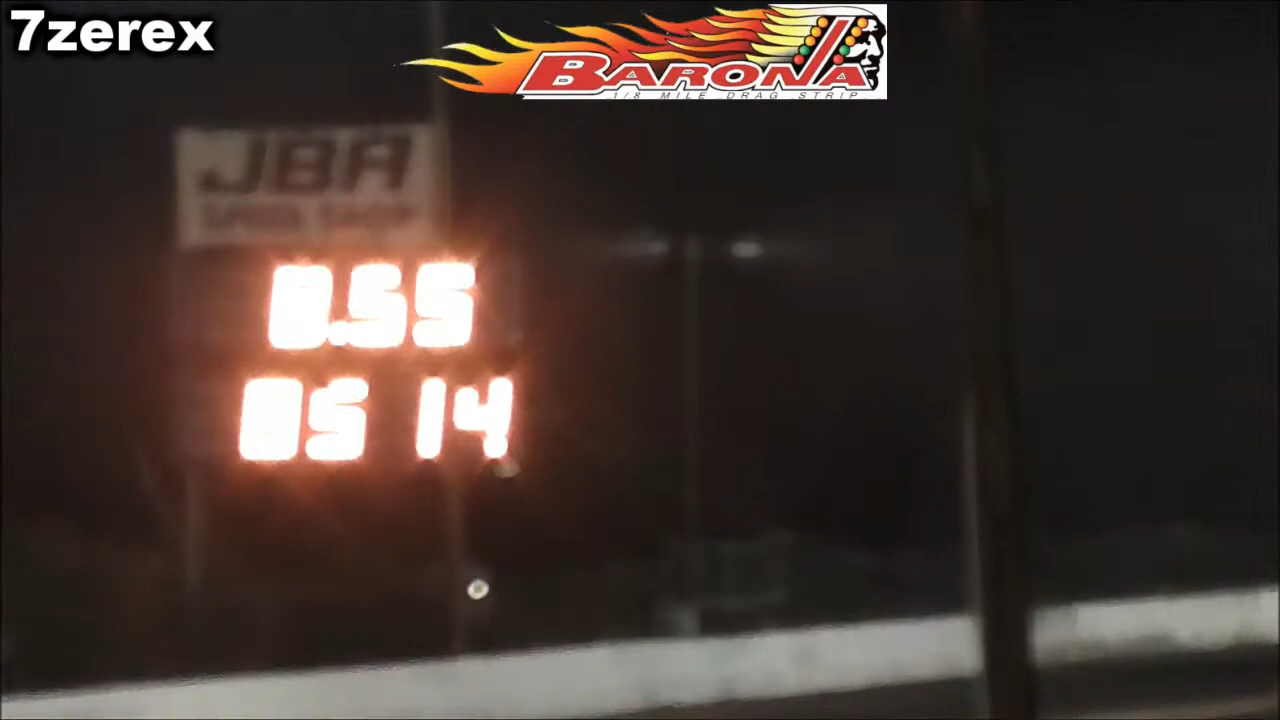 7zerex
BARONA
1/8 MILE DRAG STRIP
JBA
SPEED SHOP
8.55
85 14